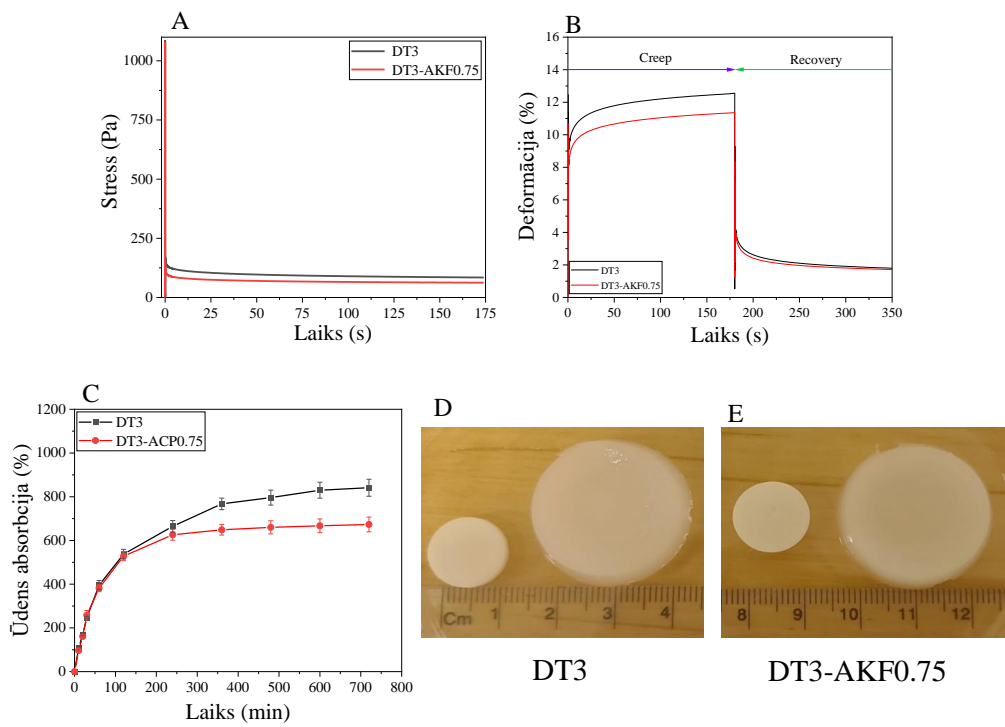 A
DT3
DT3-AKF0.75
1000
750
500
250
0
Stress (Pa)
0 25 50 75 100 125 150 175
Laiks (s)
B
16
14
12
10
8
6
4
2
0
Creep
Recovery
DT3
DT3-AKF0.75
Deformācija (%)
0 50 100 150 200 250 300 350
Laiks (s)
C
1200
1000
800
600
400
200
0
DT3
DT3-ACP0.75
Ūdens absorbcija (%)
0 100 200 300 400 500 600 700 800
Laiks (min)
D
Cm 1 2 3 4
DT3
E
8 9 10 11 12
DT3-AKF0.75